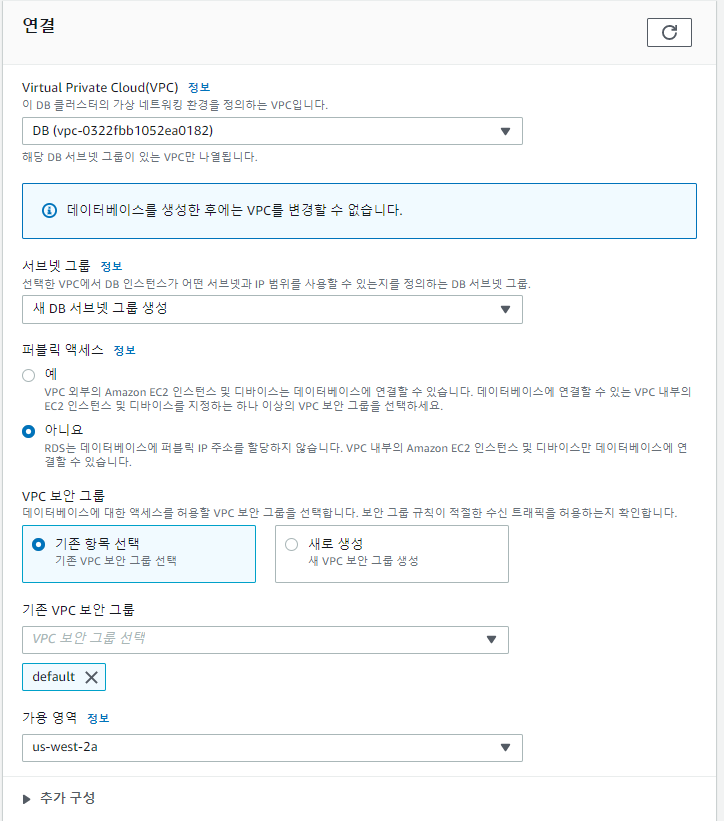 연결
Virtual Private Cloud(VPC) 정보
이 DB 클러스터의 가상 네트워킹 환경을 정의하는 VPC입니다.
DB (vpc-0322fbb1052ea0182)
해당 DB 서브넷 그룹이 있는 VPC만 나열됩니다.
데이터베이스를 생성한 후에는 VPC를 변경할 수 없습니다.
서브넷 그룹 정보
선택한 VPC에서 DB 인스턴스가 어떤 서브넷과 IP 범위를 사용할 수 있는지를 정의하는 DB 서브넷 그룹.
새 DB 서브넷 그룹 생성
퍼블릭 액세스 정보
예
VPC 외부의 Amazon EC2 인스턴스 및 디바이스는 데이터베이스에 연결할 수 있습니다. 데이터베이스에 연결할 수 있는 VPC 내부의
EC2 인스턴스 및 디바이스를 지정하는 하나 이상의 VPC 보안 그룹을 선택하세요.
아니요
RDS는 데이터베이스에 퍼블릭 IP 주소를 할당하지 않습니다. VPC 내부의 Amazon EC2 인스턴스 및 디바이스만 데이터베이스에 연
결할 수 있습니다.
VPC 보안 그룹
데이터베이스에 대한 액세스를 허용할 VPC 보안 그룹을 선택합니다. 보안 그룹 규칙이 적절한 수신 트래픽을 허용하는지 확인합니다.
기존 항목 선택
기존 VPC 보안 그룹 선택
새로 생성
새 VPC 보안 그룹 생성
기존 VPC 보안 그룹
VPC 보안 그룹 선택
default
가용 영역 정보
us-west-2a
추가 구성